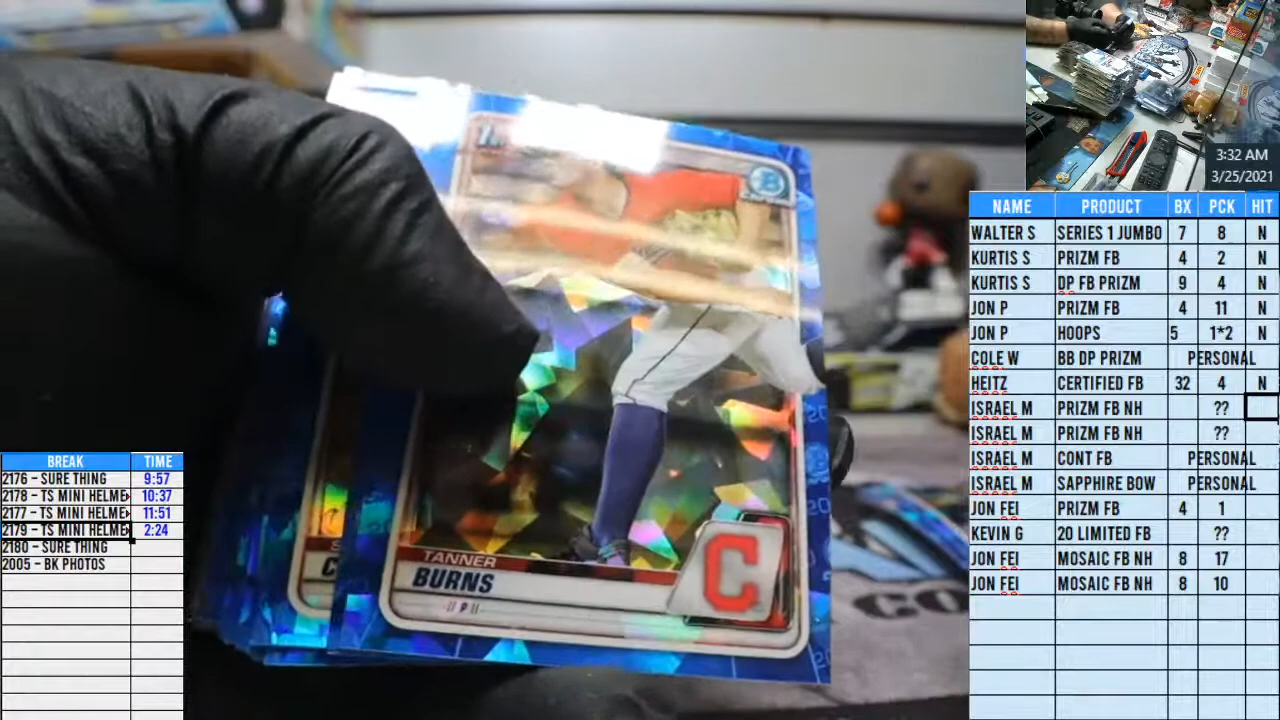 3:32 AM
3/25/2021
NAME PRODUCT BX PCK HIT
WALTER S SERIES 1 JUMBO 7 8 N
KURTIS S PRIZM FB 4 2 N
KURTIS S DP FB PRIZM 9 4 N
JON P PRIZM FB 4 11 N
JON P HOOPS 5 1*2 N
COLE W BB DP PRIZM PERSONAL
HEITZ CERTIFIED FB 32 4 N
ISRAEL M PRIZM FB NH ??
ISRAEL M PRIZM FB NH ??
ISRAEL M CONT FB PERSONAL
ISRAEL M SAPPHIRE BOW PERSONAL
JON FEI PRIZM FB 4 1
KEVIN G 20 LIMITED FB ??
JON FEI MOSAIC FB NH 8 17
JON FEI MOSAIC FB NH 8 10
BREAK TIME
2176 - SURE THING 9:57
2178 - TS MINI HELME 10:37
2177 - TS MINI HELME 11:51
2179 - TS MINI HELME 2:24
2180 - SURE THING
2005 - BK PHOTOS
1st
B
TANNER
BURNS
P
C